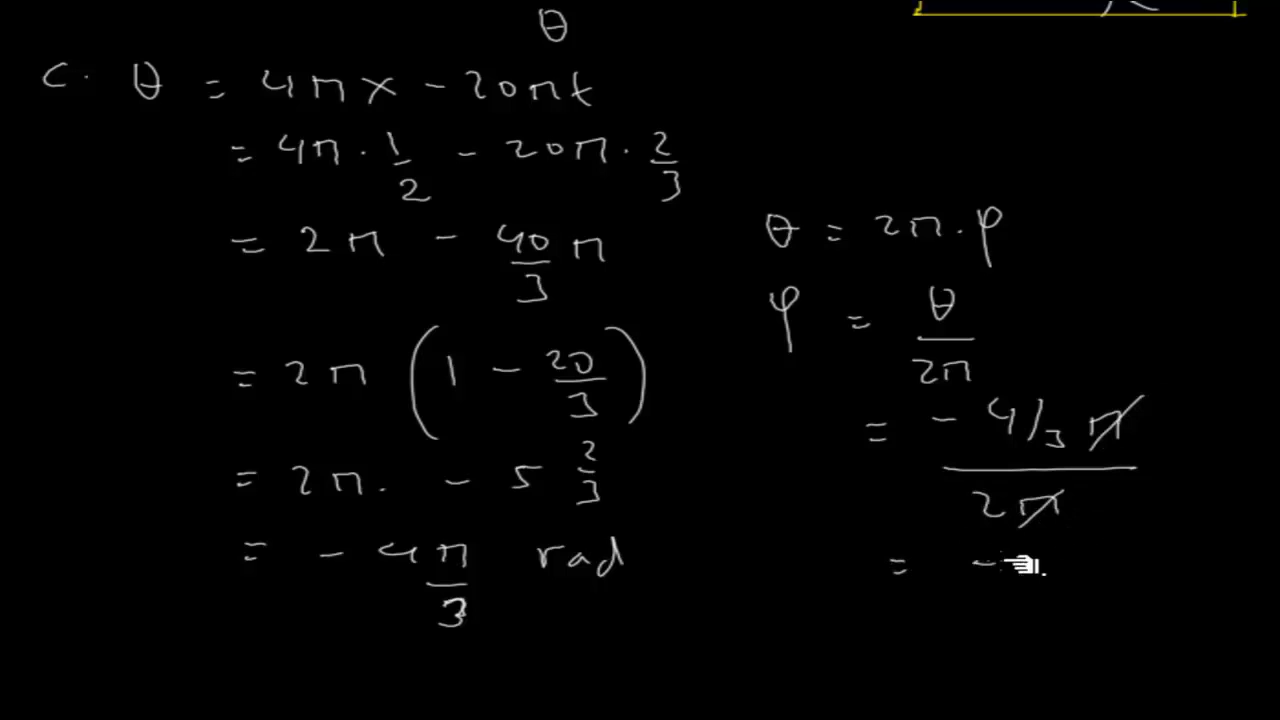 θ
c. θ = 4πx - 20πt
= 4π · 1/2 - 20π · 2/3
= 2π - 40/3 π
= 2π (1 - 20/3)
= 2π. - 5 2/3
= - 4π/3 rad
θ = 2π · φ
φ = θ/2π
= - 4/3 π / 2π
= -